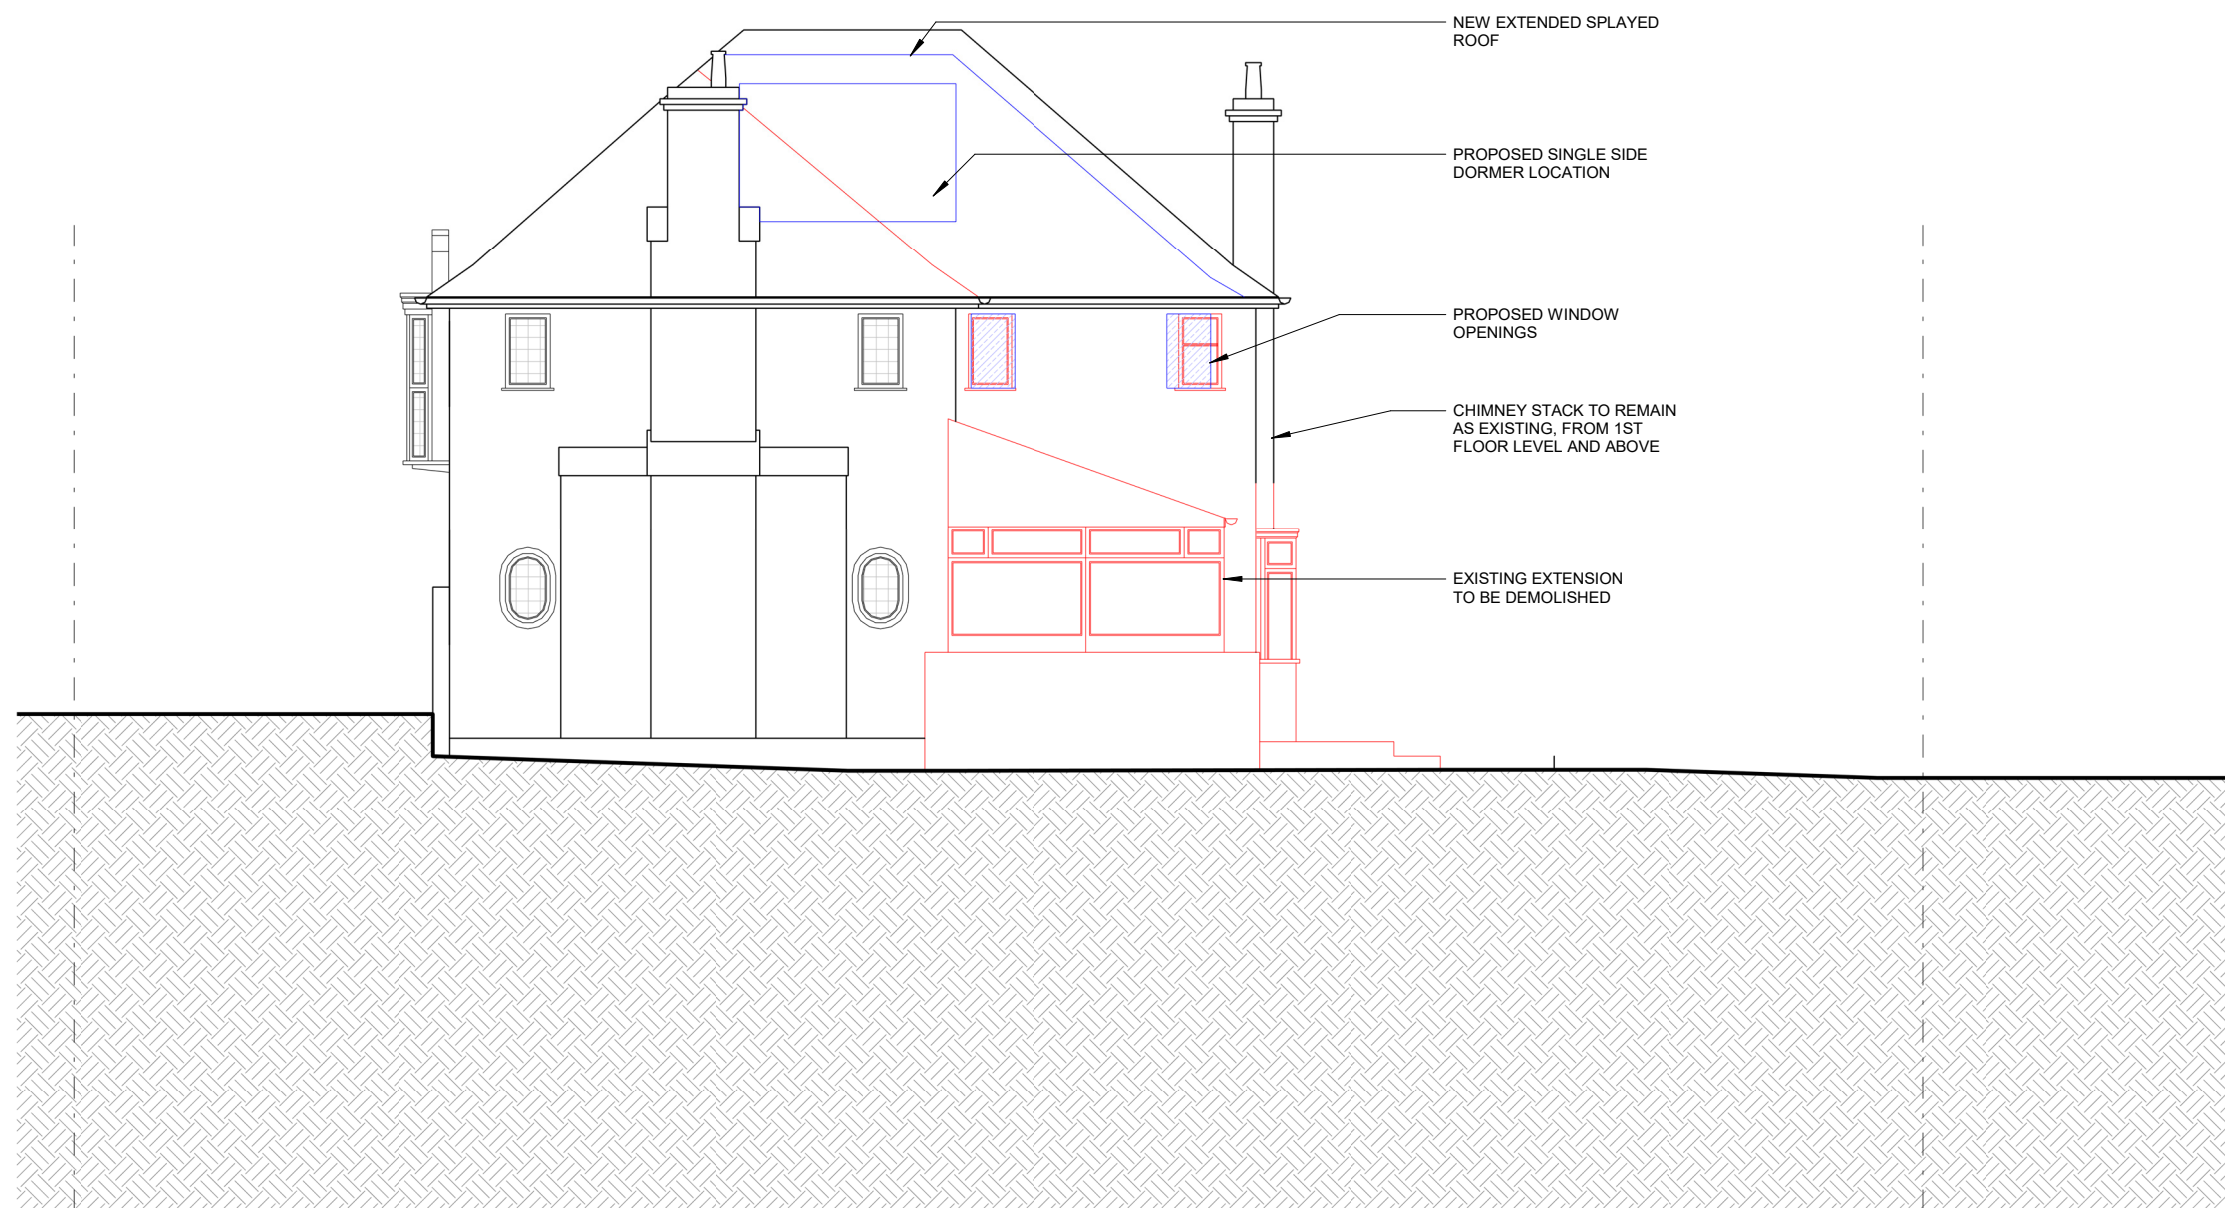 NEW EXTENDED SPLAYED
ROOF
PROPOSED SINGLE SIDE
DORMER LOCATION
PROPOSED WINDOW
OPENINGS
CHIMNEY STACK TO REMAIN
AS EXISTING, FROM 1ST
FLOOR LEVEL AND ABOVE
EXISTING EXTENSION
TO BE DEMOLISHED